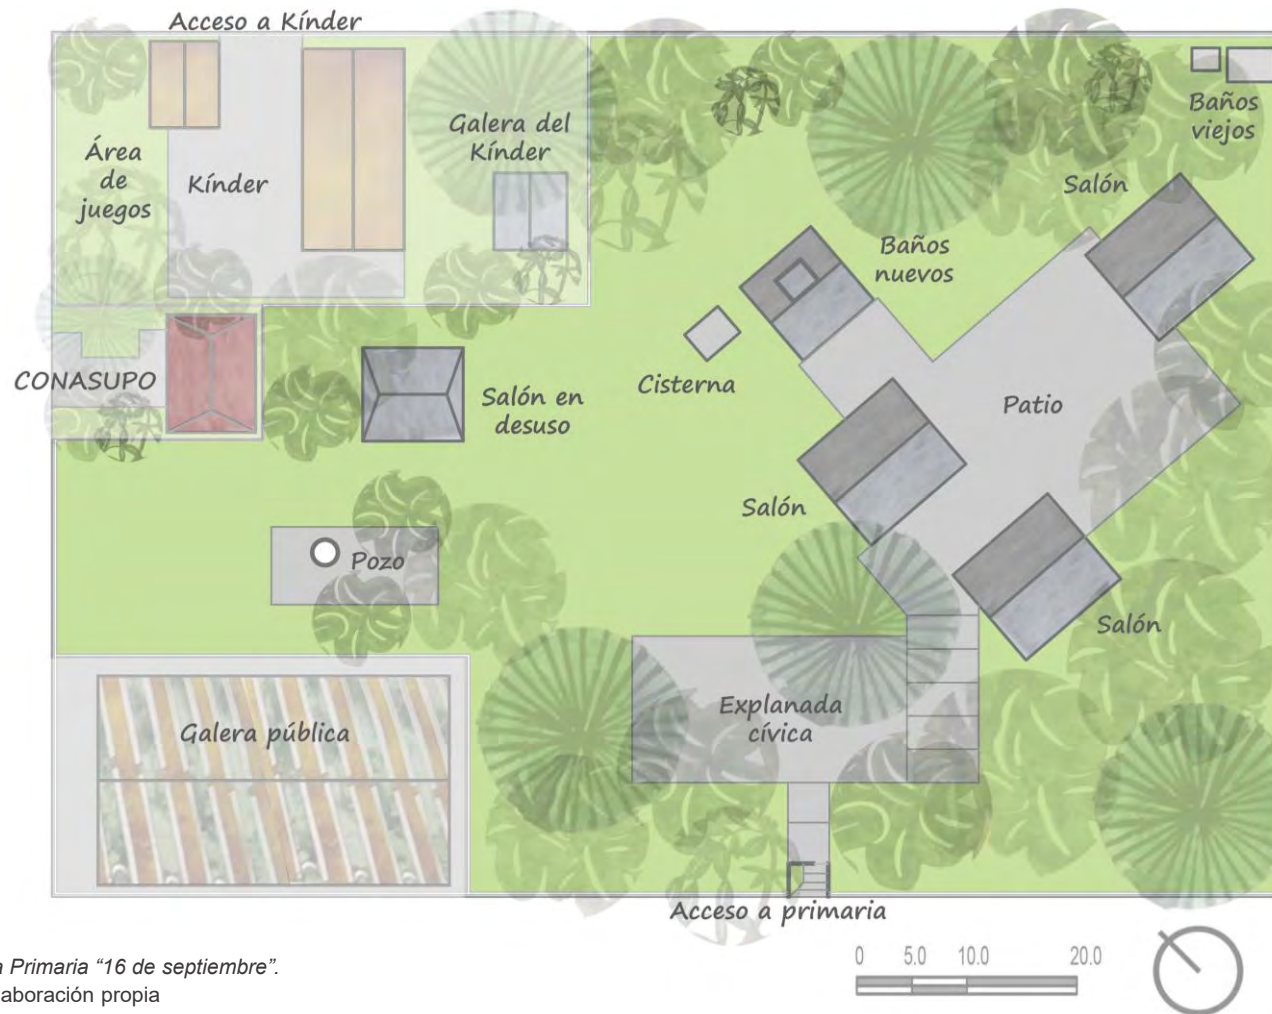 Acceso a Kínder
Área
de
juegos
Kínder
Galera del
Kínder
Baños
viejos
Salón
Baños
nuevos
CONASUPO
Salón en
desuso
Cisterna
Patio
Salón
Pozo
Salón
Galera pública
Explanada
cívica
Acceso a primaria
0 5.0 10.0 20.0
Primaria “16 de septiembre”.
propia